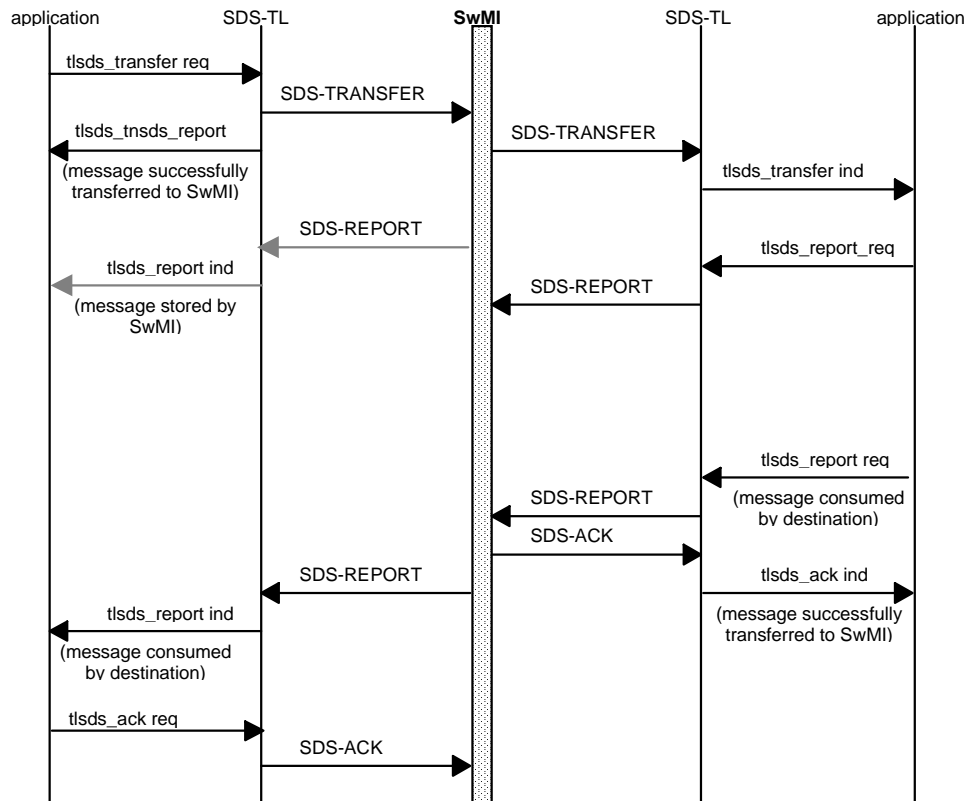 application
SDS-TL
SwMI
SDS-TL
application
tlsds_transfer req
SDS-TRANSFER
tlsds_tnsds_report
SDS-TRANSFER
(message successfully
transferred to SwMI)
tlsds_transfer ind
SDS-REPORT
tlsds_report_req
tlsds_report ind
SDS-REPORT
(message stored by
SwMI)
tlsds_report req
SDS-REPORT
(message consumed
by destination)
SDS-ACK
SDS-REPORT
tlsds_ack ind
tlsds_report ind
(message successfully
transferred to SwMI)
(message consumed
by destination)
tlsds_ack req
SDS-ACK